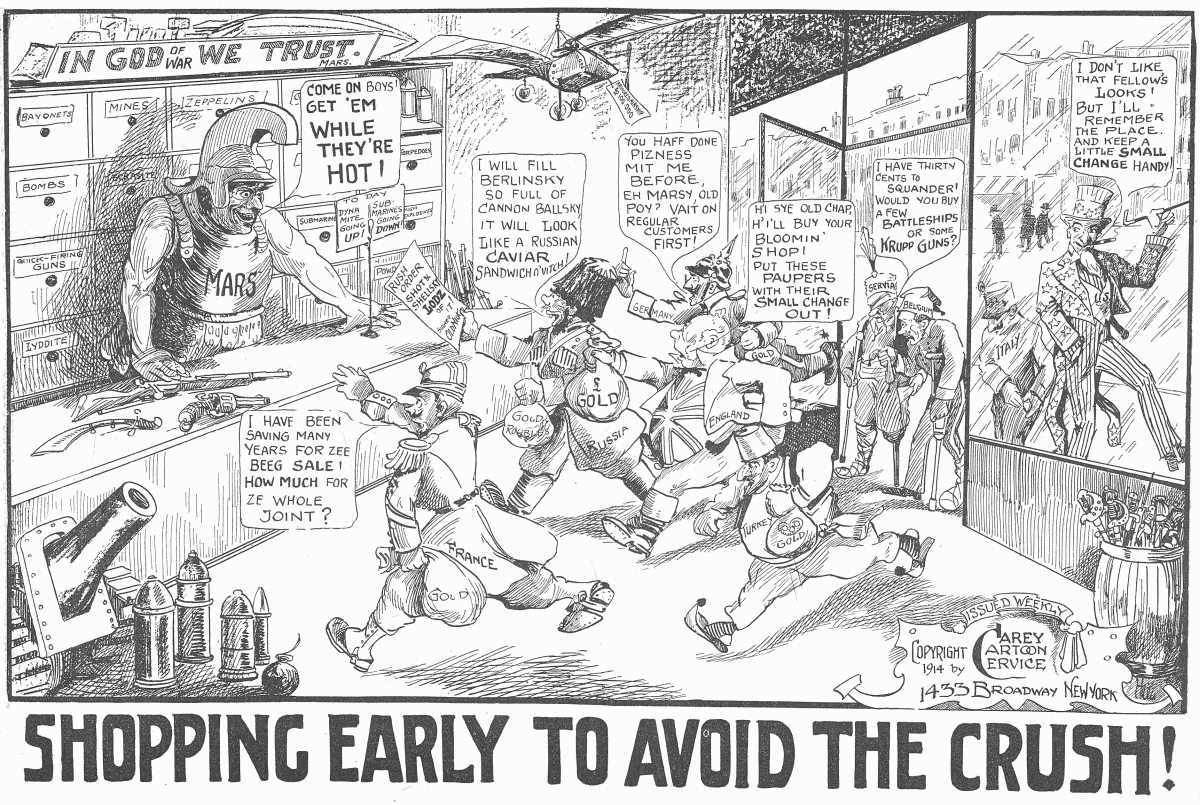 IN GOD OF WAR WE TRUST.
MARS.
BAYONETS
MINES
ZEPPELINS
BOMBS
TORPEDOES
QUICK-FIRING
GUNS
LYDDITE
SUBMARINE
HIGH
EXPLOSIVES
COME ON BOYS!
GET 'EM
WHILE
THEY'RE
HOT!
TO DAY
DYNA
MITE
GOING
UP!
SUB
MARINES
GOING
DOWN!
MARS
RUSH
ORDER
I WILL FILL
BERLINSKY
SO FULL OF
CANNON BALLSKY
IT WILL LOOK
LIKE A RUSSIAN
CAVIAR
SANDWICHOVITCH!
YOU HAFF DONE
PIZNESS
MIT ME
BEFORE,
EH MARSY, OLD
POY? VAIT ON
REGULAR
CUSTOMERS
FIRST!
HI SYE OLD CHAP,
H'I'LL BUY YOUR
BLOOMIN'
SHOP!
PUT THESE
PAUPERS
WITH THEIR
SMALL CHANGE
OUT!
I HAVE THIRTY
CENTS TO
SQUANDER!
WOULD YOU BUY
A FEW
BATTLESHIPS
OR SOME
KRUPP GUNS?
I DON'T LIKE
THAT FELLOW'S
LOOKS!
BUT I'LL
REMEMBER
THE PLACE.
AND KEEP A
LITTLE SMALL
CHANGE HANDY!
I HAVE BEEN
SAVING MANY
YEARS FOR ZEE
BEEG SALE!
HOW MUCH FOR
ZE WHOLE
JOINT?
GERMANY
GOLD
£
GOLD
GOLD
ROUBLES
RUSSIA
ENGLAND
SERVIA
BELGIUM
ITALY
U.S.
FRANCE
GOLD
TURKEY
GOLD
ISSUED WEEKLY
COPYRIGHT
1914 by
CAREY
CARTOON
SERVICE
1433 BROADWAY NEW YORK
SHOPPING EARLY TO AVOID THE CRUSH!